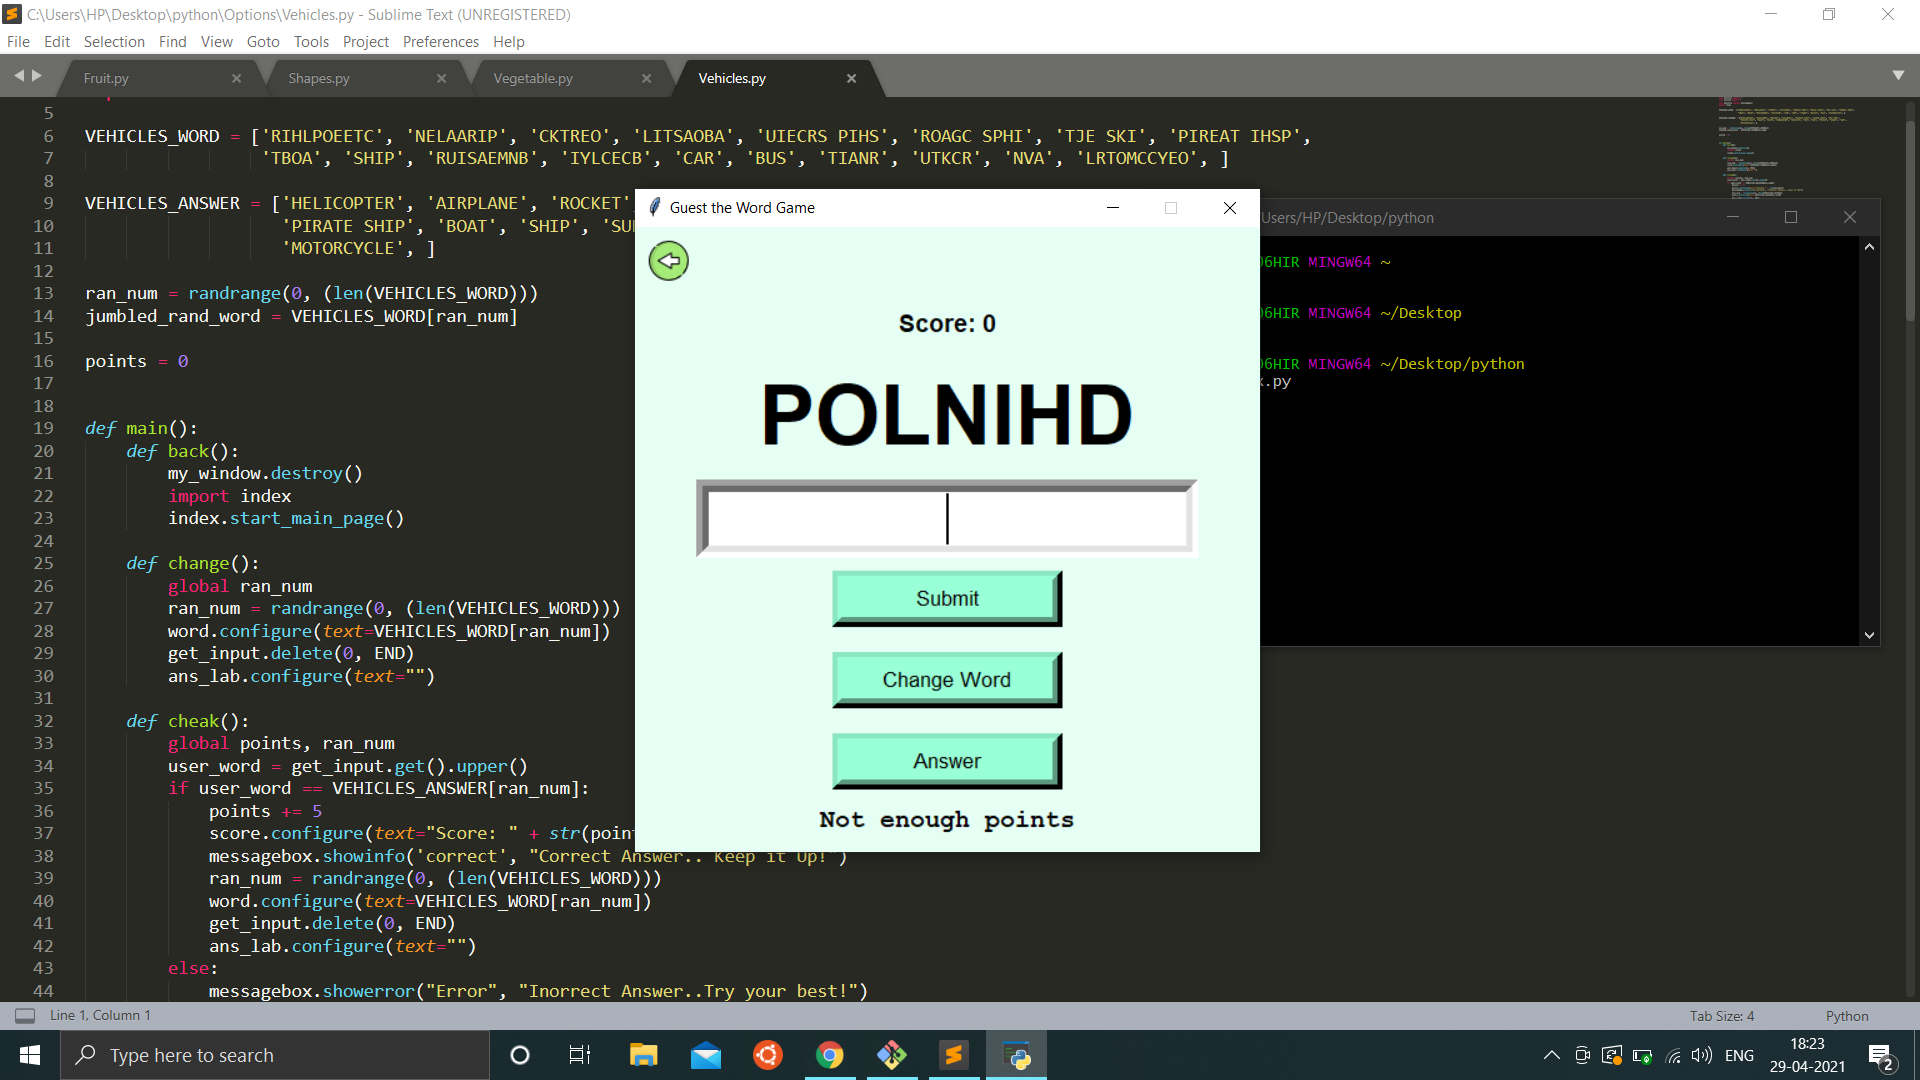 C:\Users\HP\Desktop\python\Options\Vehicles.py - Sublime Text (UNREGISTERED)
File Edit Selection Find View Goto Tools Project Preferences Help
Fruit.py Shapes.py Vegetable.py Vehicles.py
5
6 VEHICLES_WORD = ['RIHLPOEETC', 'NELAARIP', 'CKTREO', 'LITSAOBA', 'UIECRS PIHS', 'ROAGC SPHI', 'TJE SKI', 'PIREAT IHSP',
7 'TBOA', 'SHIP', 'RUISAEMNB', 'IYLCECB', 'CAR', 'BUS', 'TIANR', 'UTKCR', 'NVA', 'LRTOMCCYEO', ]
8
9 VEHICLES_ANSWER = ['HELICOPTER', 'AIRPLANE', 'ROCKET'
10 'PIRATE SHIP', 'BOAT', 'SHIP',
11 'MOTORCYCLE', ]
12
13 ran_num = randrange(0, (len(VEHICLES_WORD)))
14 jumbled_rand_word = VEHICLES_WORD[ran_num]
15
16 points = 0
17
18
19 def main():
20 def back():
21 my_window.destroy()
22 import index
23 index.start_main_page()
24
25 def change():
26 global ran_num
27 ran_num = randrange(0, (len(VEHICLES_WORD)))
28 word.configure(text=VEHICLES_WORD[ran_num])
29 get_input.delete(0, END)
30 ans_lab.configure(text="")
31
32 def cheak():
33 global points, ran_num
34 user_word = get_input.get().upper()
35 if user_word == VEHICLES_ANSWER[ran_num]:
36 points += 5
37 score.configure(text="Score: " + str(poin
38 messagebox.showinfo('correct', "Correct Answer.. Keep it Up!")
39 ran_num = randrange(0, (len(VEHICLES_WORD)))
40 word.configure(text=VEHICLES_WORD[ran_num])
41 get_input.delete(0, END)
42 ans_lab.configure(text="")
43 else:
44 messagebox.showerror("Error", "Inorrect Answer..Try your best!")
Guest the Word Game
Score: 0
POLNIHD
Submit
Change Word
Answer
Not enough points
Users/HP/Desktop/python
06HIR MINGW64 ~
06HIR MINGW64 ~/Desktop
06HIR MINGW64 ~/Desktop/python
x.py
Line 1, Column 1 Tab Size: 4 Python
Type here to search
ENG
18:23
29-04-2021
2